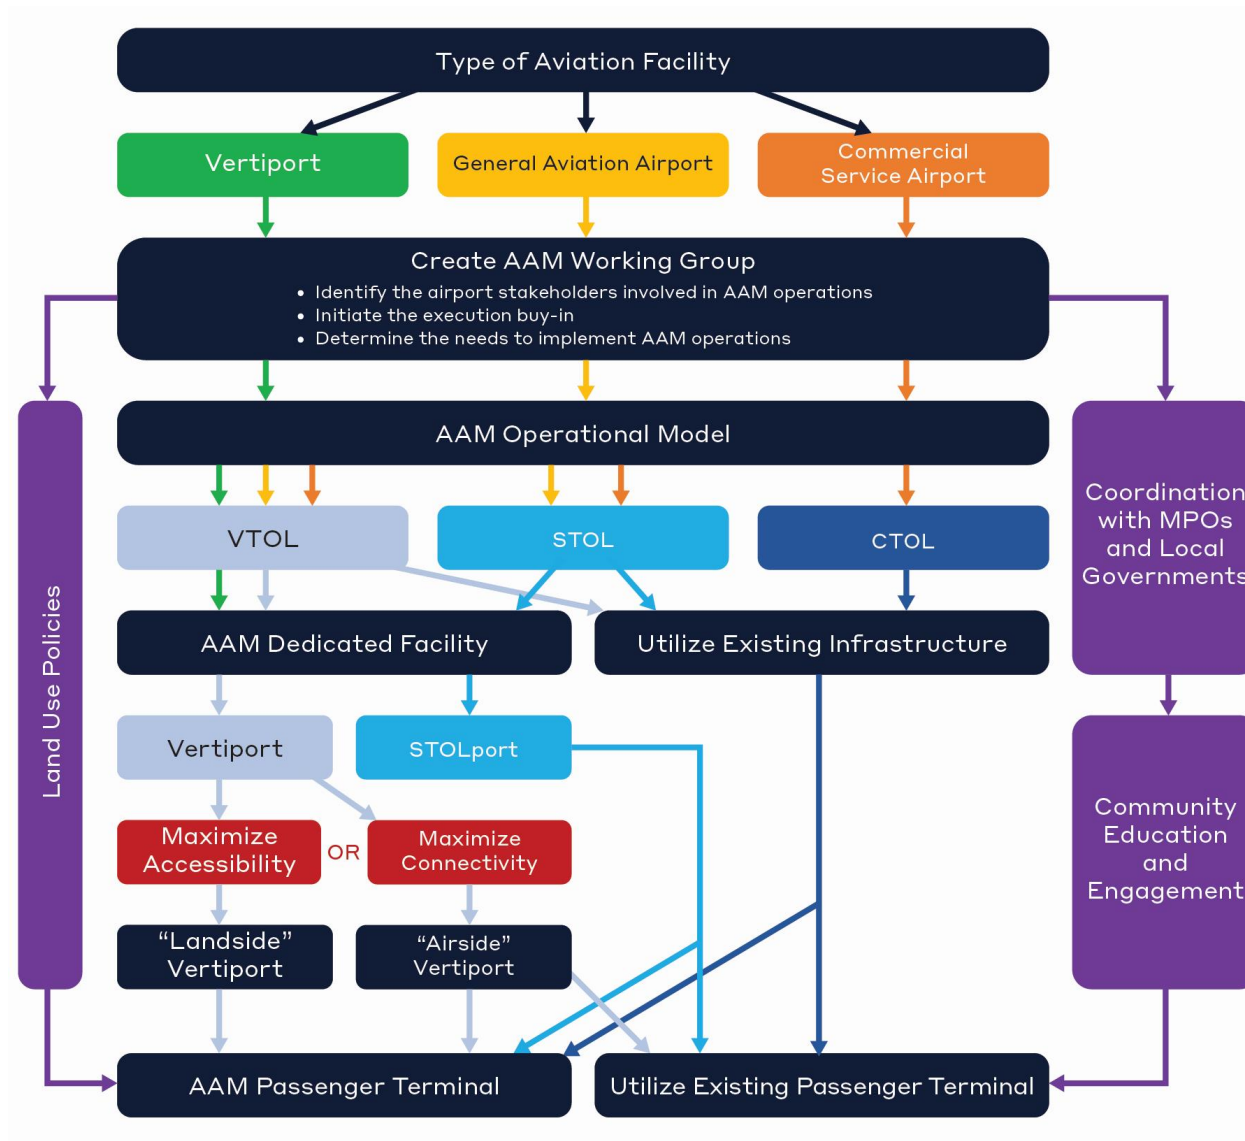 Type of Aviation Facility
Vertiport
General Aviation Airport
Commercial
Service Airport
Create AAM Working Group
• Identify the airport stakeholders involved in AAM operations
• Initiate the execution buy-in
• Determine the needs to implement AAM operations
AAM Operational Model
VTOL
STOL
CTOL
Coordination
with MPOs
and Local
Governments
Land Use Policies
AAM Dedicated Facility
Utilize Existing Infrastructure
Vertiport
STOLport
Maximize
Accessibility
OR
Maximize
Connectivity
Community
Education
and
Engagement
“Landside”
Vertiport
“Airside”
Vertiport
AAM Passenger Terminal
Utilize Existing Passenger Terminal